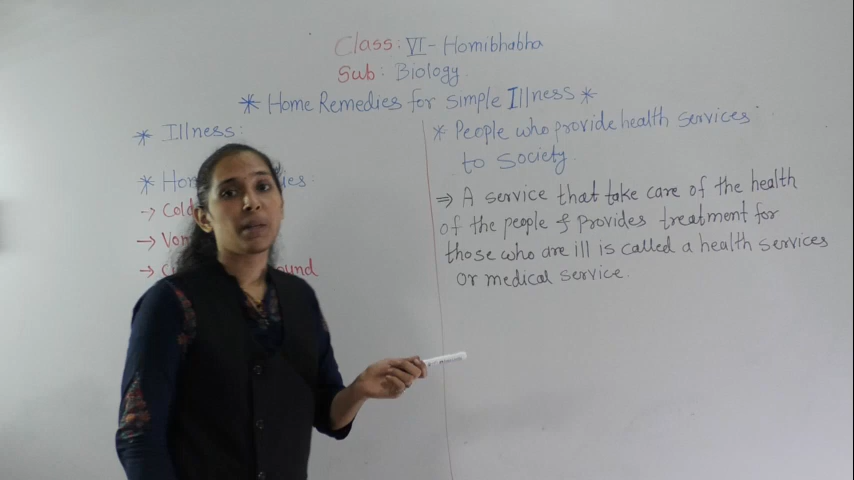 Class: VI - Homibhabha
Sub: Biology.
* Home Remedies for Simple Illness *
* Illness:
* People who provide health services
to society.
⇒ A service that take care of the health
of the people & provides treatment for
those who are ill is called a health services
or medical service.
→ Cold